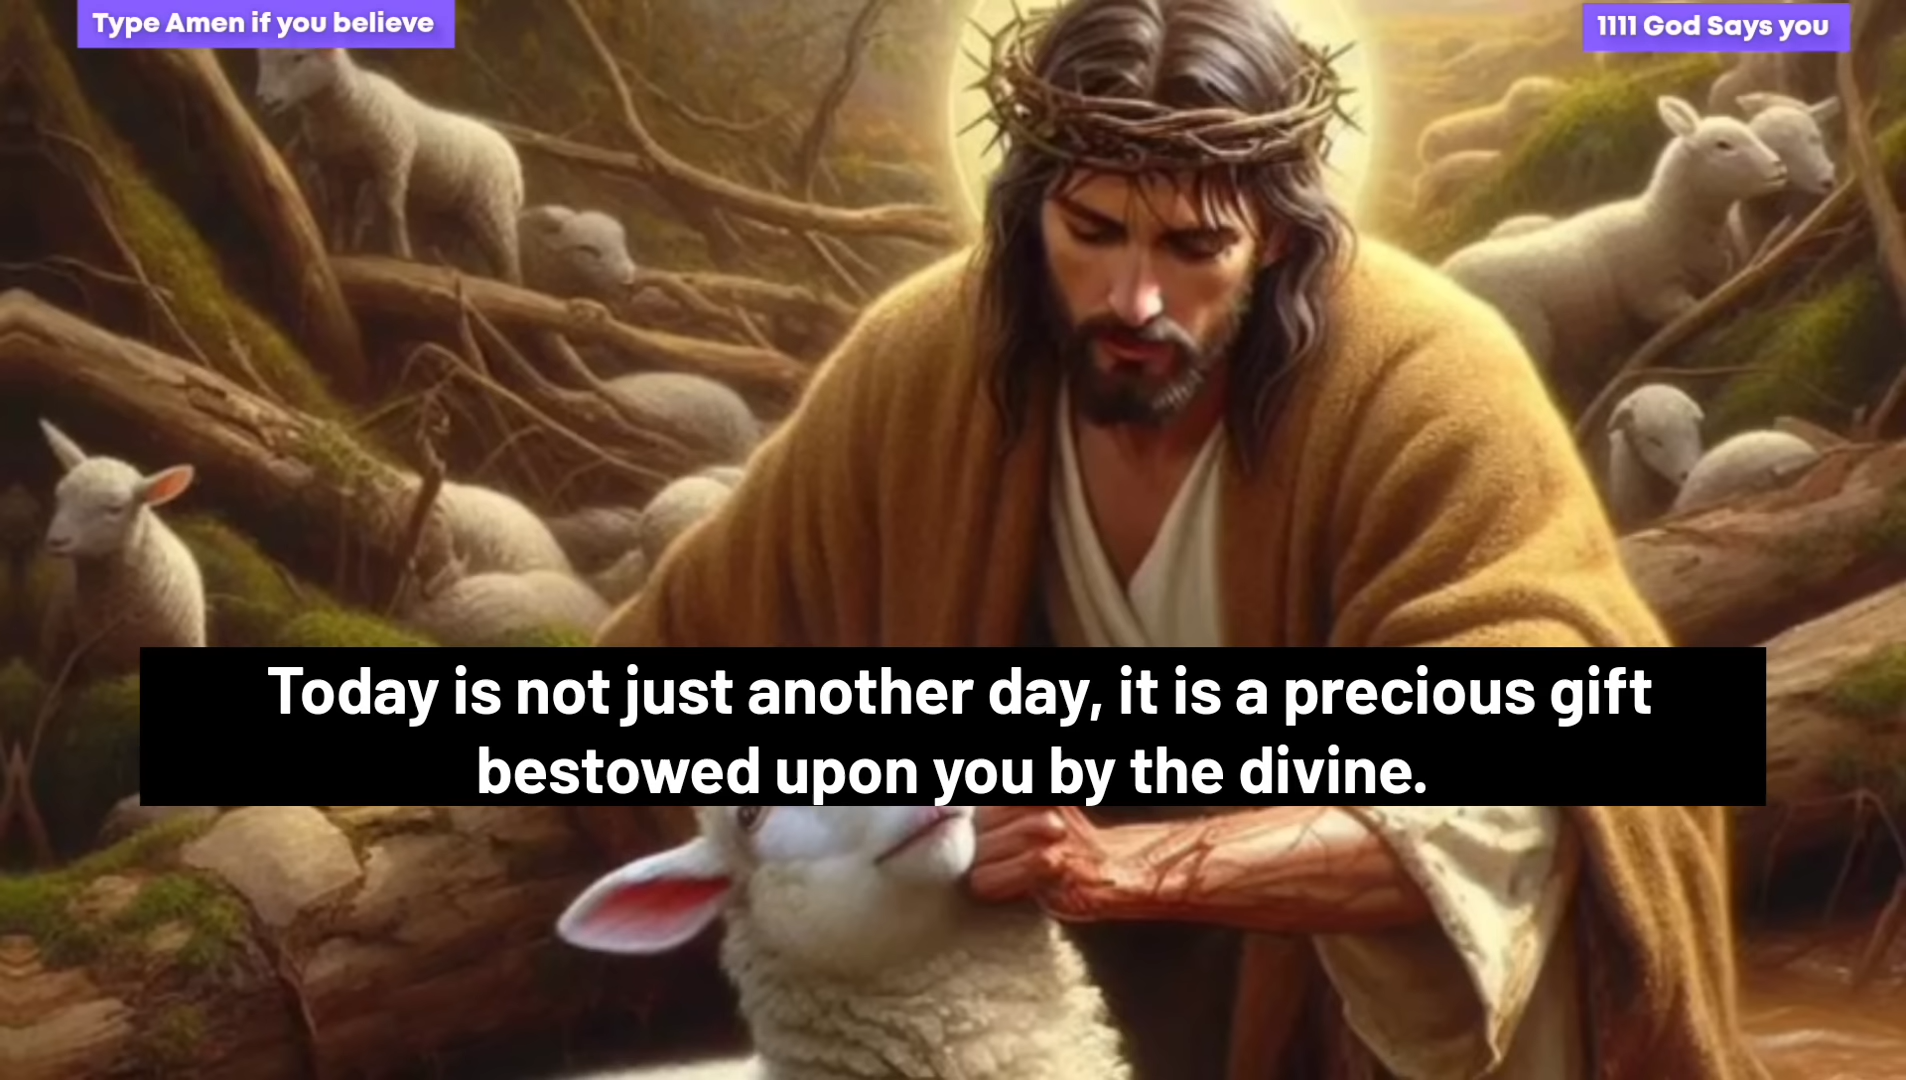 Type Amen if you believe
1111 God Says you
Today is not just another day, it is a precious gift
bestowed upon you by the divine.